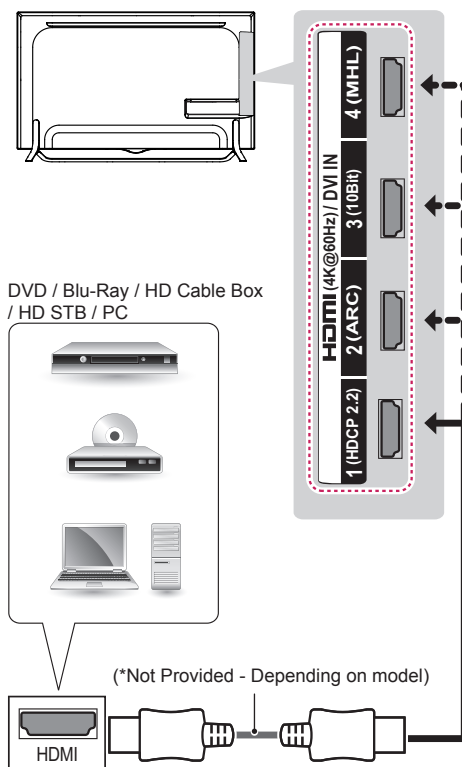 4 (MHL)
3 (10Bit)
2 (ARC)
1 (HDCP 2.2)
HDMI (4K@60Hz) / DVI IN
DVD / Blu-Ray / HD Cable Box
/ HD STB / PC
(*Not Provided - Depending on model)
HDMI